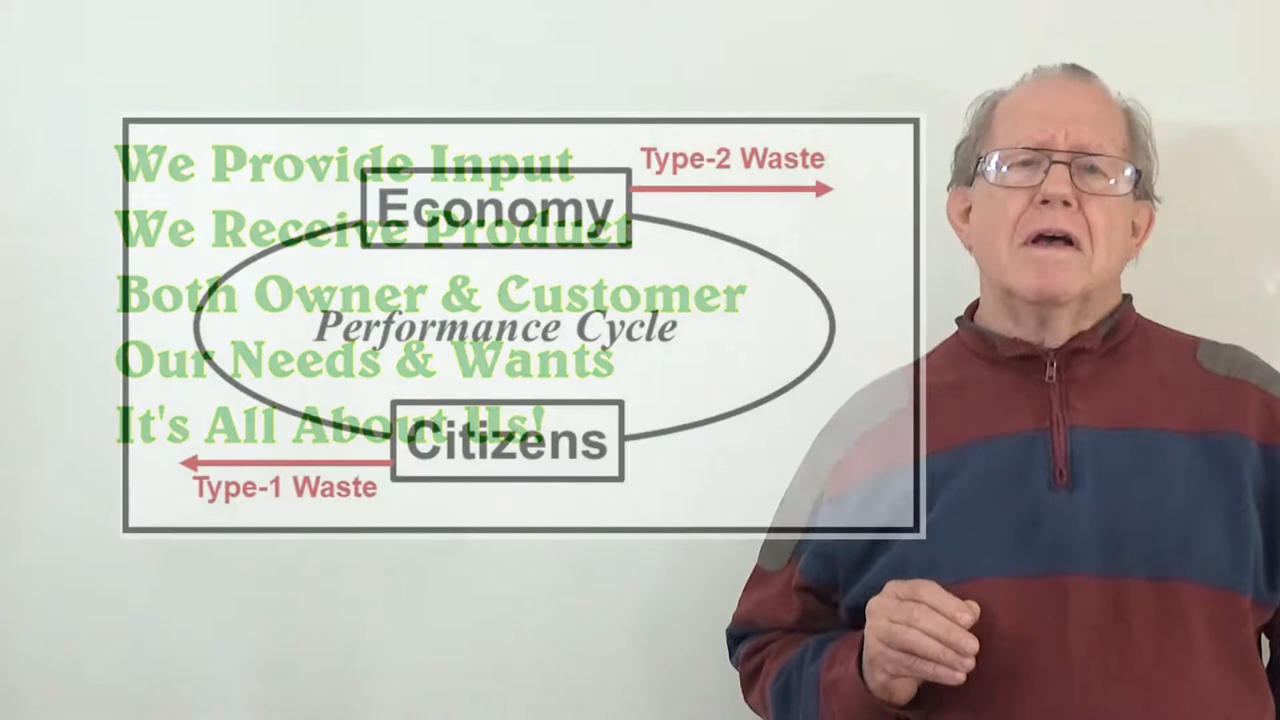 We Provide Input
Type-2 Waste
Economy
We Receive Product
Both Owner & Customer
Performance Cycle
Our Needs & Wants
It's All About Us!
Citizens
Type-1 Waste